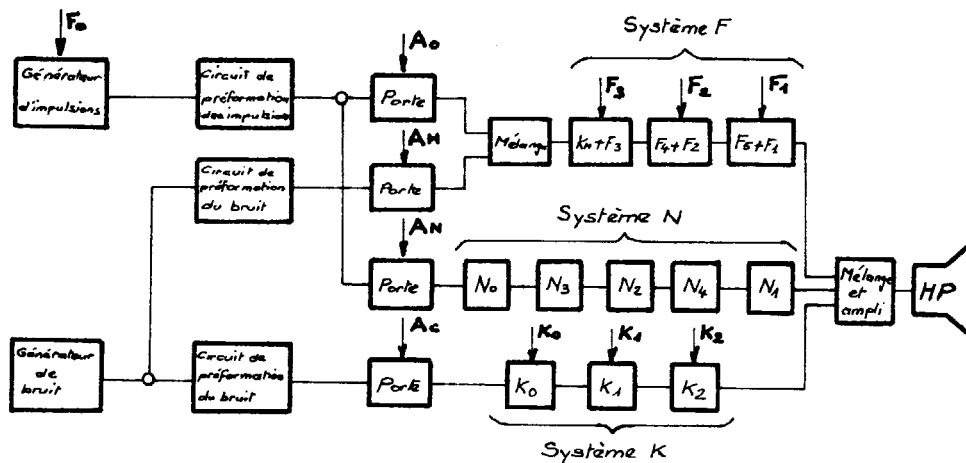 Système F
F0
A0
F3
F2
F1
Générateur
d'impulsions
Circuit de
préformation
des impulsions
Porte
Mélange
Kn+F3
F4+F2
F5+F1
AH
Circuit de
préformation
du bruit
Porte
AN
Système N
Porte
N0
N3
N2
N4
N1
Mélange
et
ampli
HP
AC
K0
K1
K2
Générateur
de
bruit
Circuit de
préformation
du bruit
Porte
K0
K1
K2
Système K